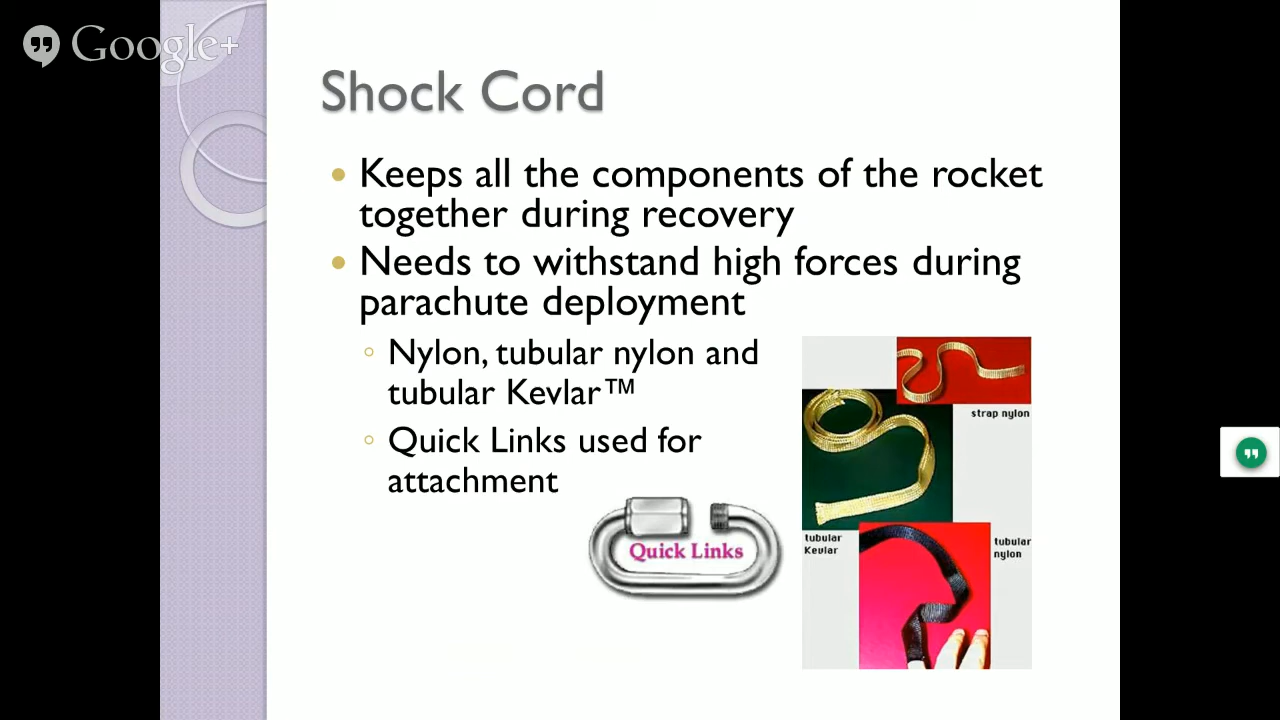 Google+
Shock Cord
Keeps all the components of the rocket
together during recovery
Needs to withstand high forces during
parachute deployment
Nylon, tubular nylon and
tubular Kevlar™
Quick Links used for
attachment
Quick Links
strap nylon
tubular
Kevlar
tubular
nylon